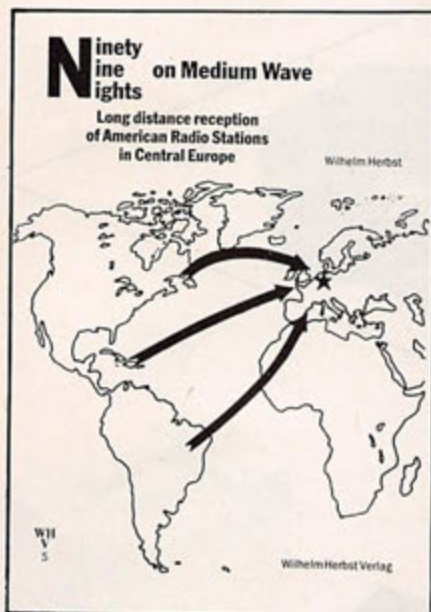 Ninety
Nine on Medium Wave
Nights
Long distance reception
of American Radio Stations
in Central Europe
Wilhelm Herbst
WH
V
5
Wilhelm Herbst Verlag